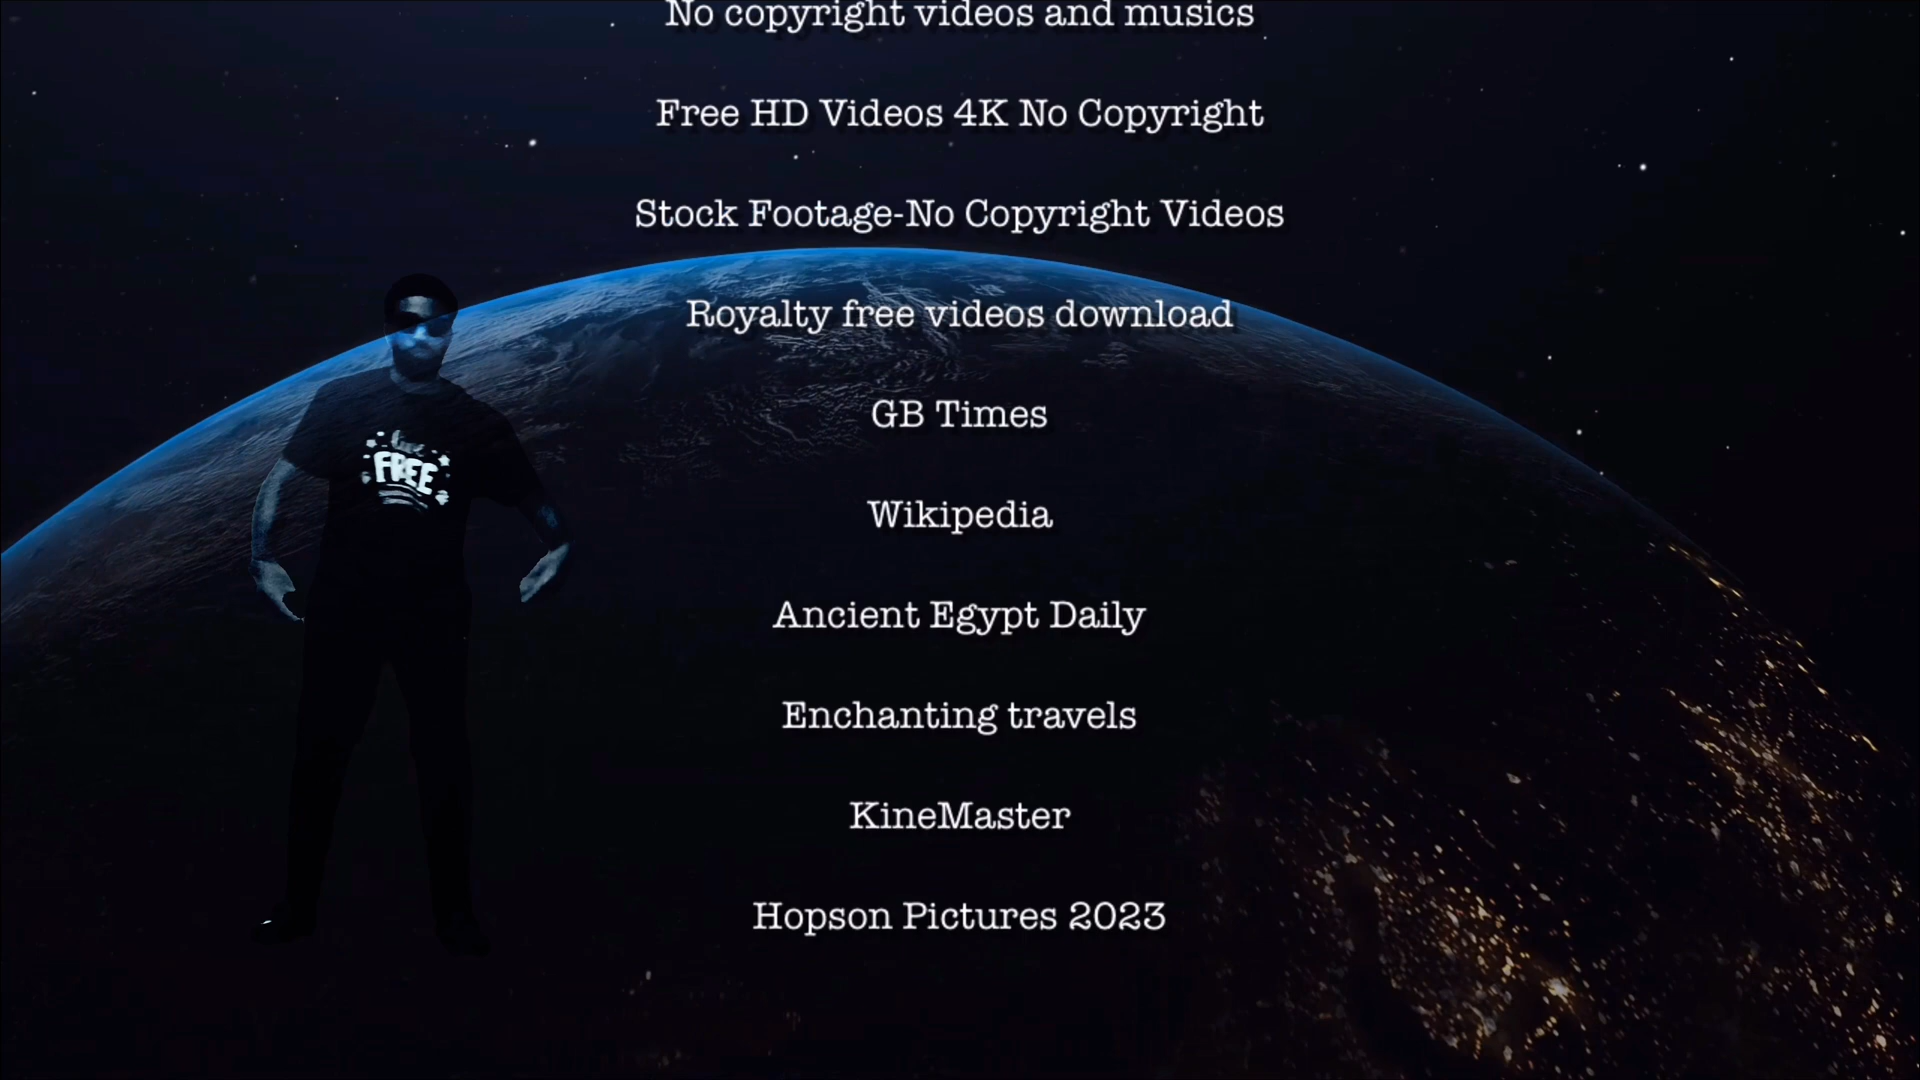 No copyright videos and musics
Free HD Videos 4K No Copyright
Stock Footage-No Copyright Videos
Royalty free videos download
GB Times
Wikipedia
Ancient Egypt Daily
Enchanting travels
KineMaster
Hopson Pictures 2023
FREE